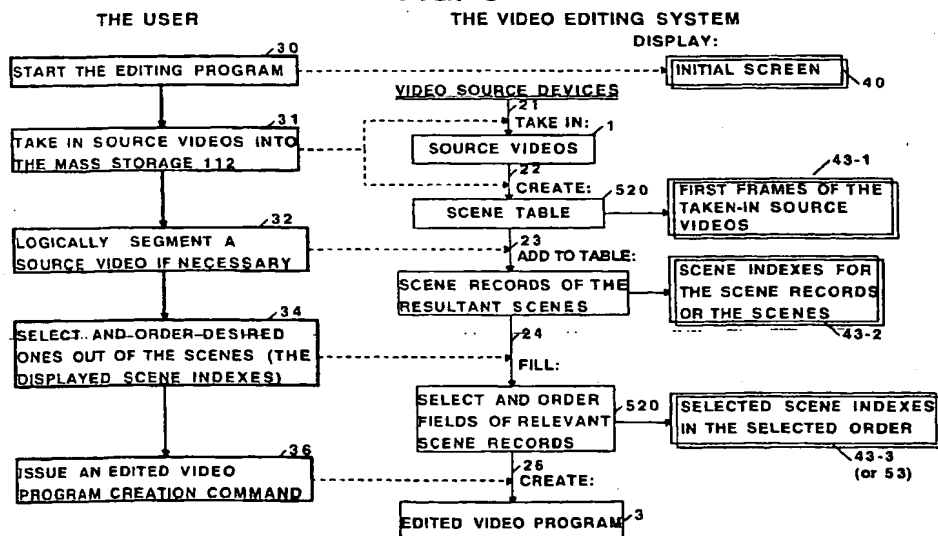 THE USER
THE VIDEO EDITING SYSTEM
DISPLAY:
30
START THE EDITING PROGRAM
INITIAL SCREEN
40
VIDEO SOURCE DEVICES
21
TAKE IN:
1
31
TAKE IN SOURCE VIDEOS INTO
THE MASS STORAGE 112
SOURCE VIDEOS
22
CREATE:
520
SCENE TABLE
43-1
FIRST FRAMES OF THE
TAKEN-IN SOURCE
VIDEOS
32
LOGICALLY SEGMENT A
SOURCE VIDEO IF NECESSARY
23
ADD TO TABLE:
SCENE RECORDS OF THE
RESULTANT SCENES
SCENE INDEXES FOR
THE SCENE RECORDS
OR THE SCENES
43-2
34
SELECT AND ORDER DESIRED
ONES OUT OF THE SCENES (THE
DISPLAYED SCENE INDEXES)
24
FILL:
SELECT AND ORDER
FIELDS OF RELEVANT
SCENE RECORDS
520
SELECTED SCENE INDEXES
IN THE SELECTED ORDER
43-3
(or 53)
36
ISSUE AN EDITED VIDEO
PROGRAM CREATION COMMAND
26
CREATE:
EDITED VIDEO PROGRAM
3